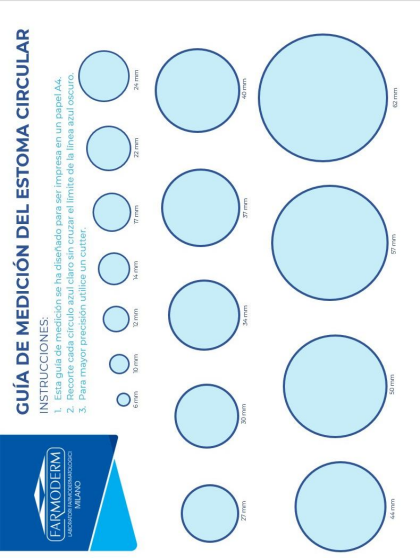 GUÍA DE MEDICIÓN DEL ESTOMA CIRCULAR
INSTRUCCIONES:
1. Esta guía de medición se ha diseñado para ser impresa en un papel A4.
2. Recorte cada círculo azul claro sin cruzar el límite de la línea azul oscuro.
3. Para mayor precisión utilice un cutter.
FARMODERM
LABORATORI FARMODERMATOLOGICI
MILANO
6 mm
10 mm
12 mm
14 mm
17 mm
22 mm
24 mm
27 mm
30 mm
34 mm
37 mm
40 mm
44 mm
50 mm
57 mm
62 mm